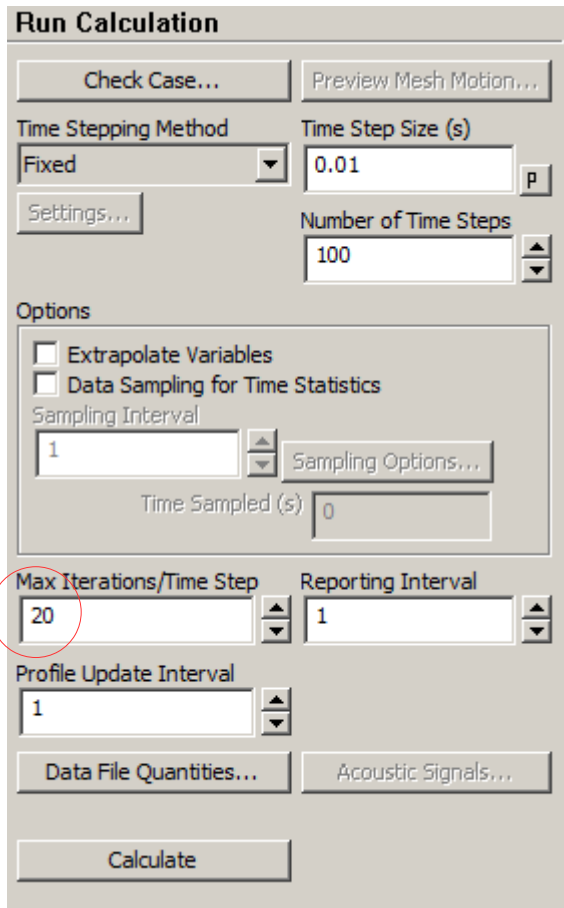 Run Calculation
Check Case... Preview Mesh Motion...
Time Stepping Method Time Step Size (s)
Fixed 0.01 P
Settings... Number of Time Steps
100
Options
Extrapolate Variables
Data Sampling for Time Statistics
Sampling Interval
1 Sampling Options...
Time Sampled (s) 0
Max Iterations/Time Step Reporting Interval
20 1
Profile Update Interval
1
Data File Quantities... Acoustic Signals...
Calculate